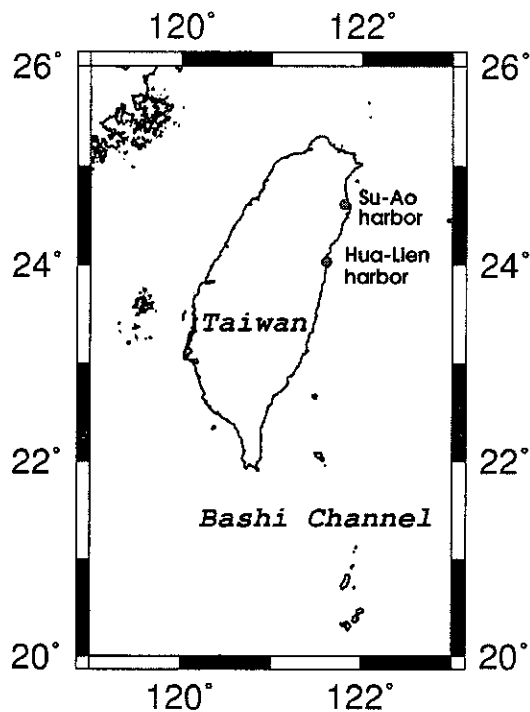 120° 122°
26° 26°
Su-Ao
harbor
24° 24°
Hua-Lien
harbor
Taiwan
22° 22°
Bashi Channel
20° 20°
120° 122°